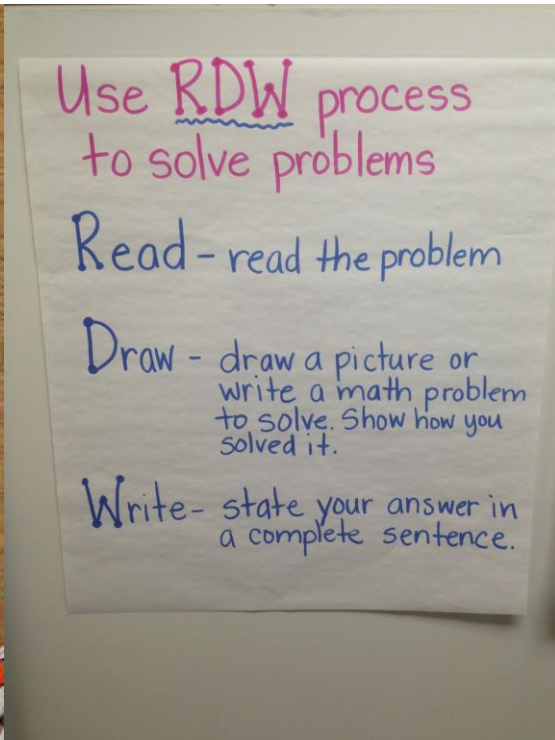 Use RDW process
to solve problems
Read - read the problem
Draw - draw a picture or
write a math problem
to solve. Show how you
solved it.
Write - state your answer in
a complete sentence.